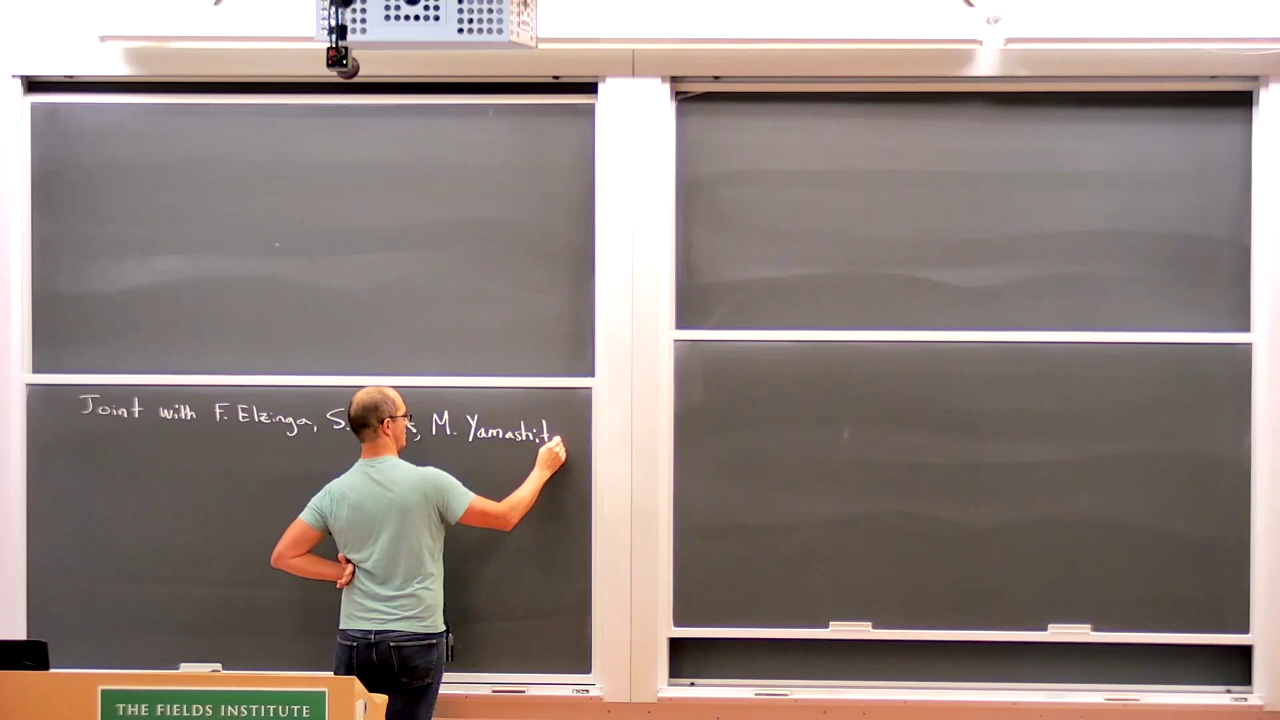 Joint with F. Elzinga, S. M. Yamashit
THE FIELDS INSTITUTE